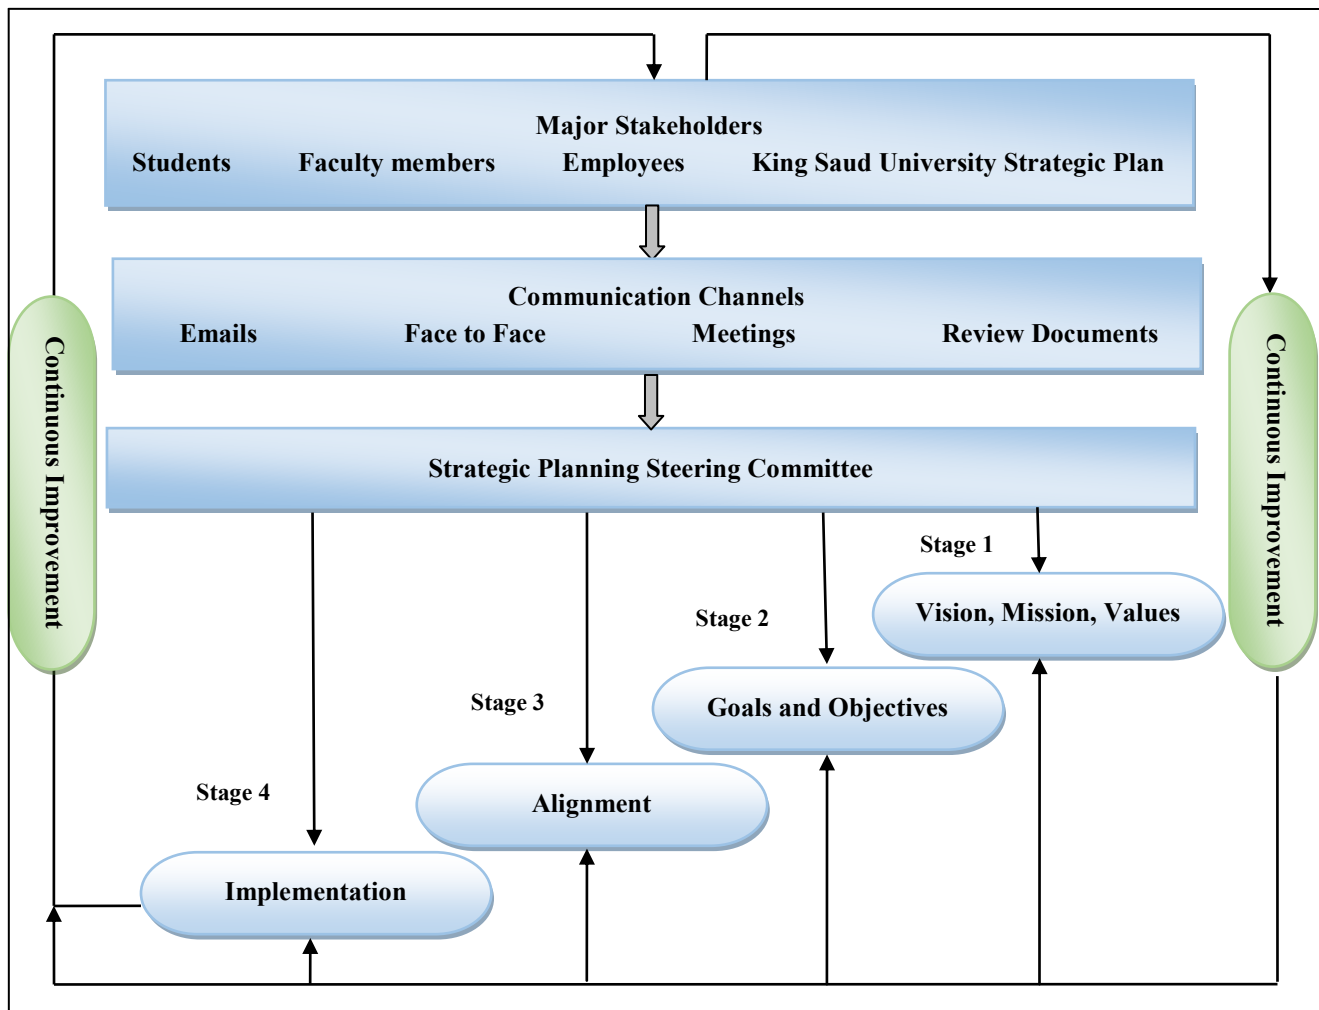 Major Stakeholders
Students Faculty members Employees King Saud University Strategic Plan
Communication Channels
Emails Face to Face Meetings Review Documents
Continuous Improvement
Continuous Improvement
Strategic Planning Steering Committee
Stage 1
Vision, Mission, Values
Stage 2
Goals and Objectives
Stage 3
Alignment
Stage 4
Implementation